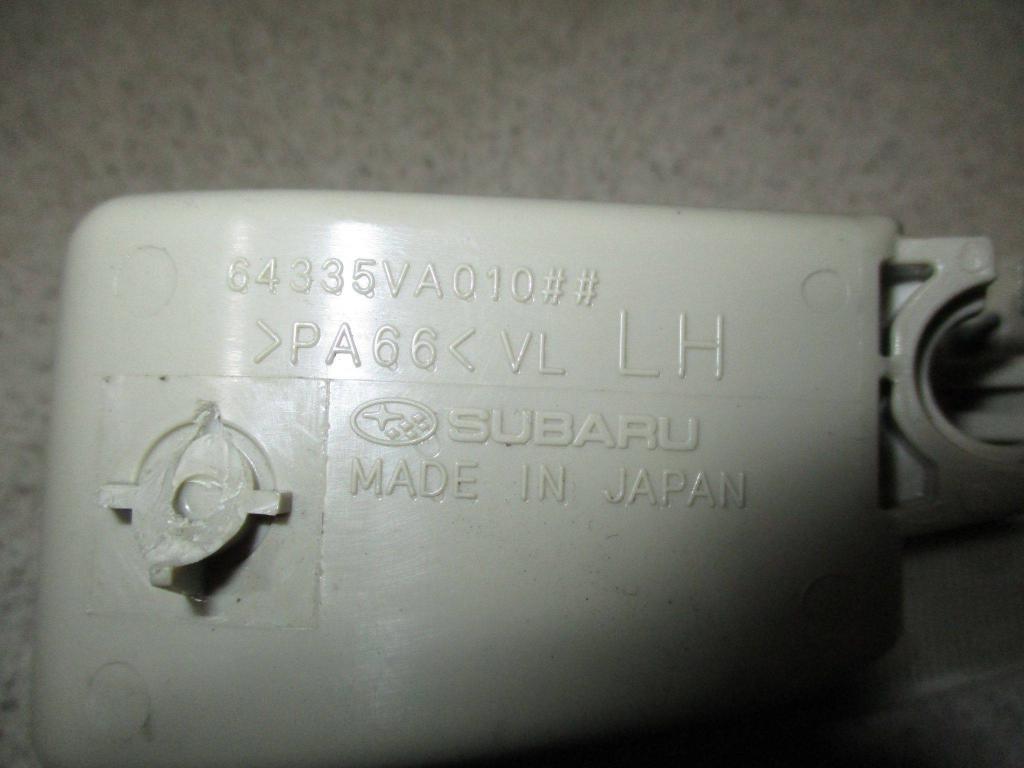 64335VA010##
>PA66< VL LH
SUBARU
MADE IN JAPAN